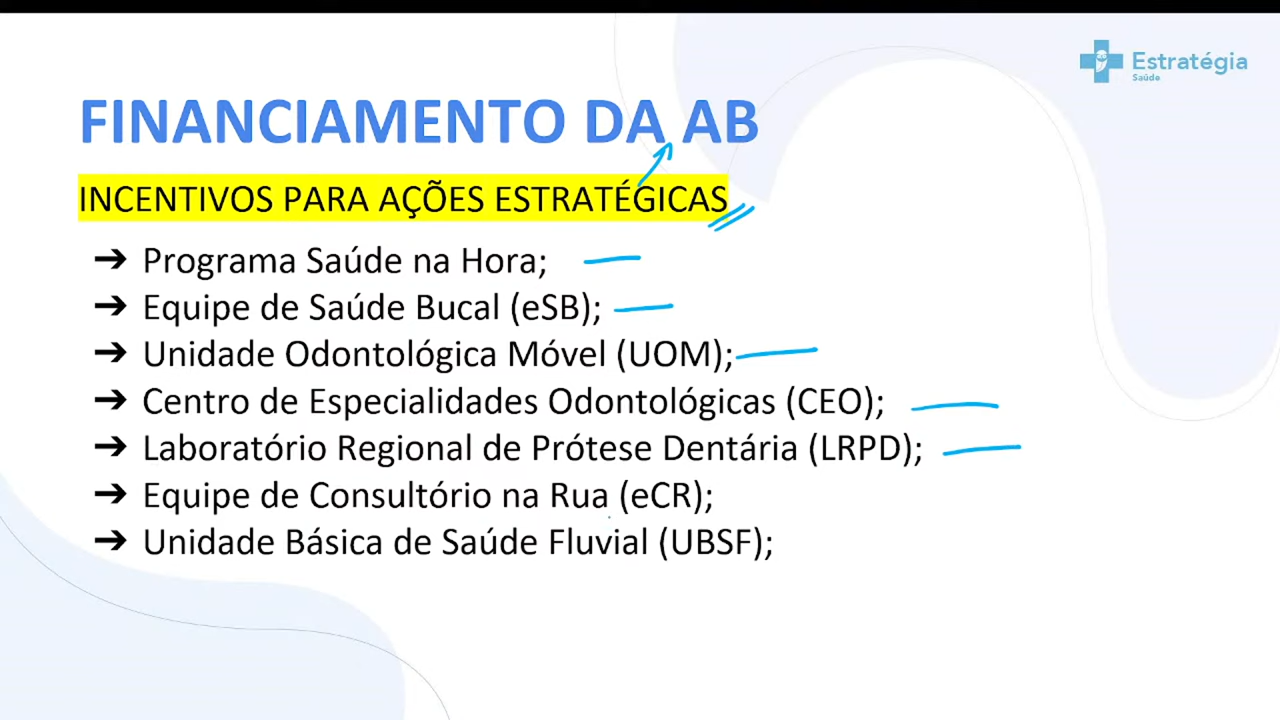 Estratégia
Saúde
FINANCIAMENTO DA AB
INCENTIVOS PARA AÇÕES ESTRATÉGICAS
➔ Programa Saúde na Hora;
➔ Equipe de Saúde Bucal (eSB);
➔ Unidade Odontológica Móvel (UOM);
➔ Centro de Especialidades Odontológicas (CEO);
➔ Laboratório Regional de Prótese Dentária (LRPD);
➔ Equipe de Consultório na Rua (eCR);
➔ Unidade Básica de Saúde Fluvial (UBSF);